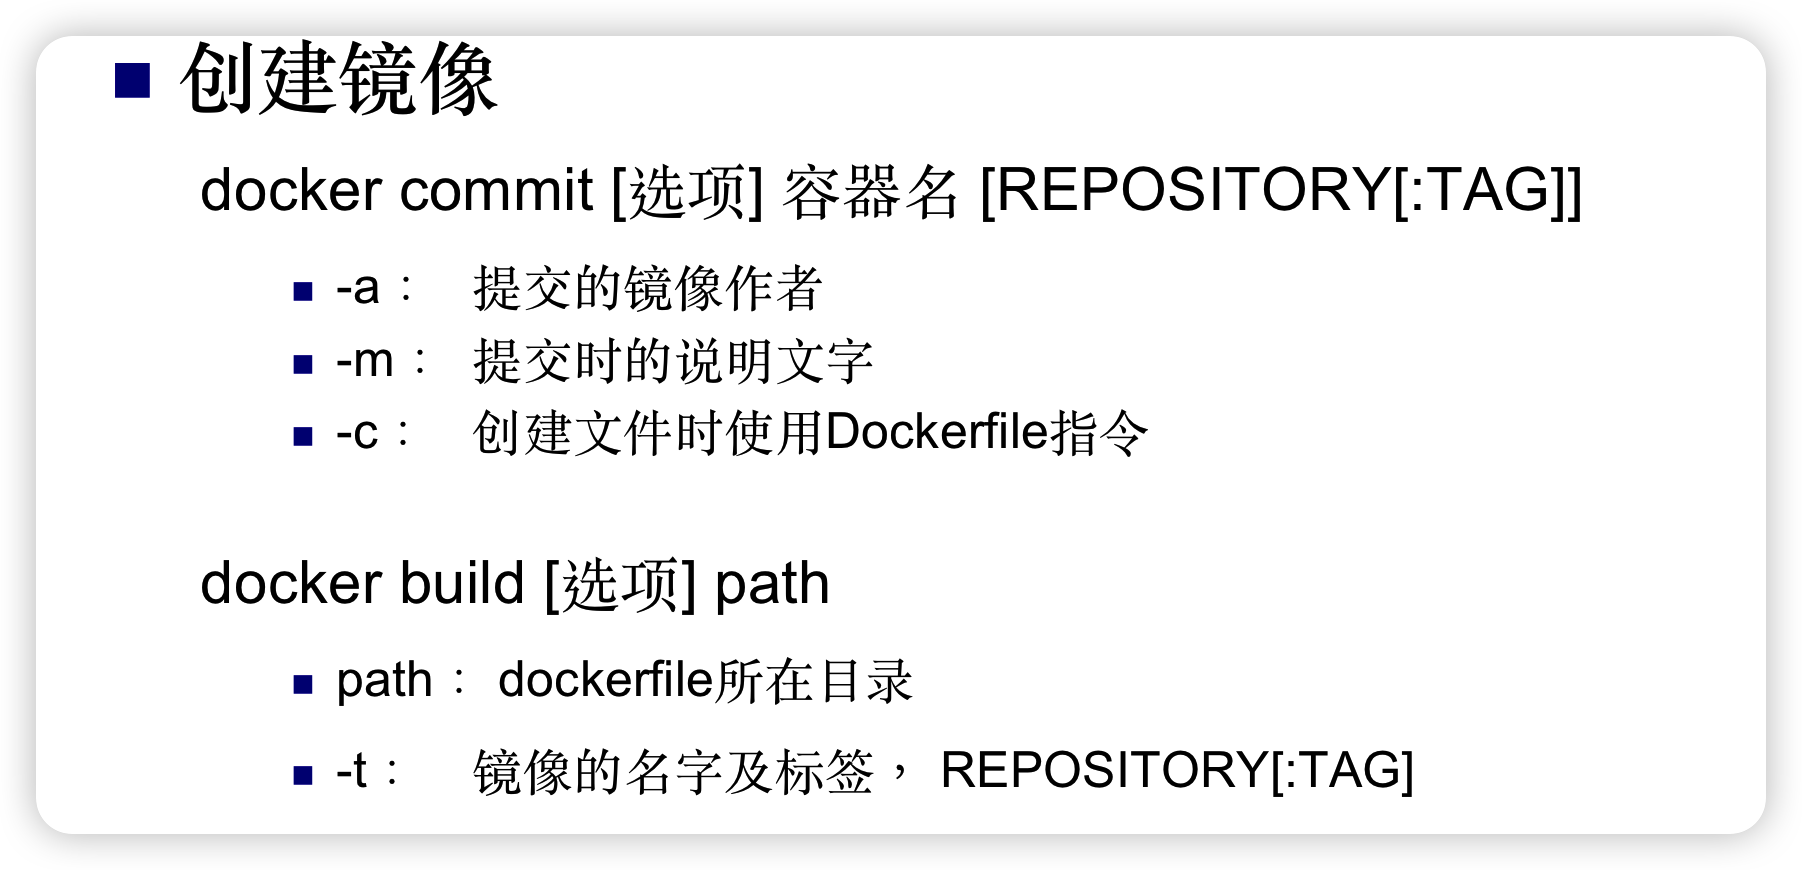 创建镜像
docker commit [选项] 容器名 [REPOSITORY[:TAG]]
-a： 提交的镜像作者
-m： 提交时的说明文字
-c： 创建文件时使用Dockerfile指令
docker build [选项] path
path： dockerfile所在目录
-t： 镜像的名字及标签， REPOSITORY[:TAG]